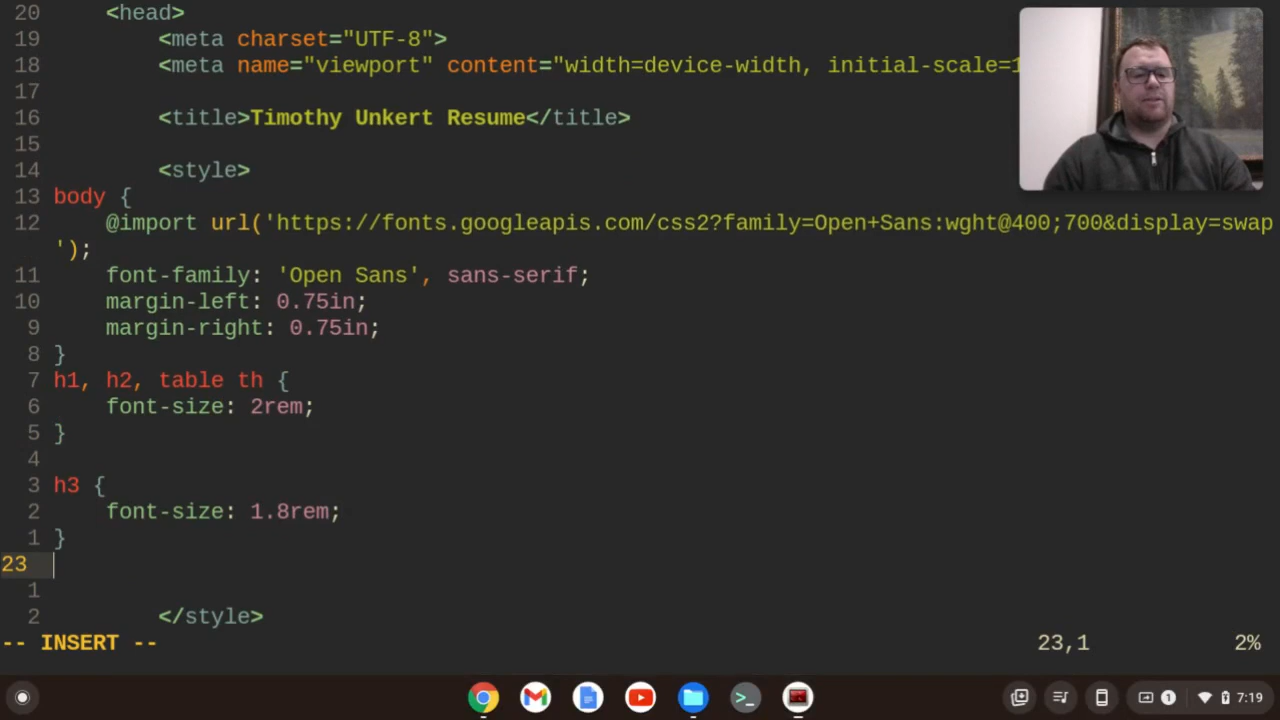 20 <head>
19 <meta charset="UTF-8">
18 <meta name="viewport" content="width=device-width, initial-scale=1
17
16 <title>Timothy Unkert Resume</title>
15
14 <style>
13 body {
12 @import url('https://fonts.googleapis.com/css2?family=Open+Sans:wght@400;700&display=swap
');
11 font-family: 'Open Sans', sans-serif;
10 margin-left: 0.75in;
9 margin-right: 0.75in;
8 }
7 h1, h2, table th {
6 font-size: 2rem;
5 }
4
3 h3 {
2 font-size: 1.8rem;
1 }
23
1
2 </style>
-- INSERT -- 23,1 2%
1 7:19